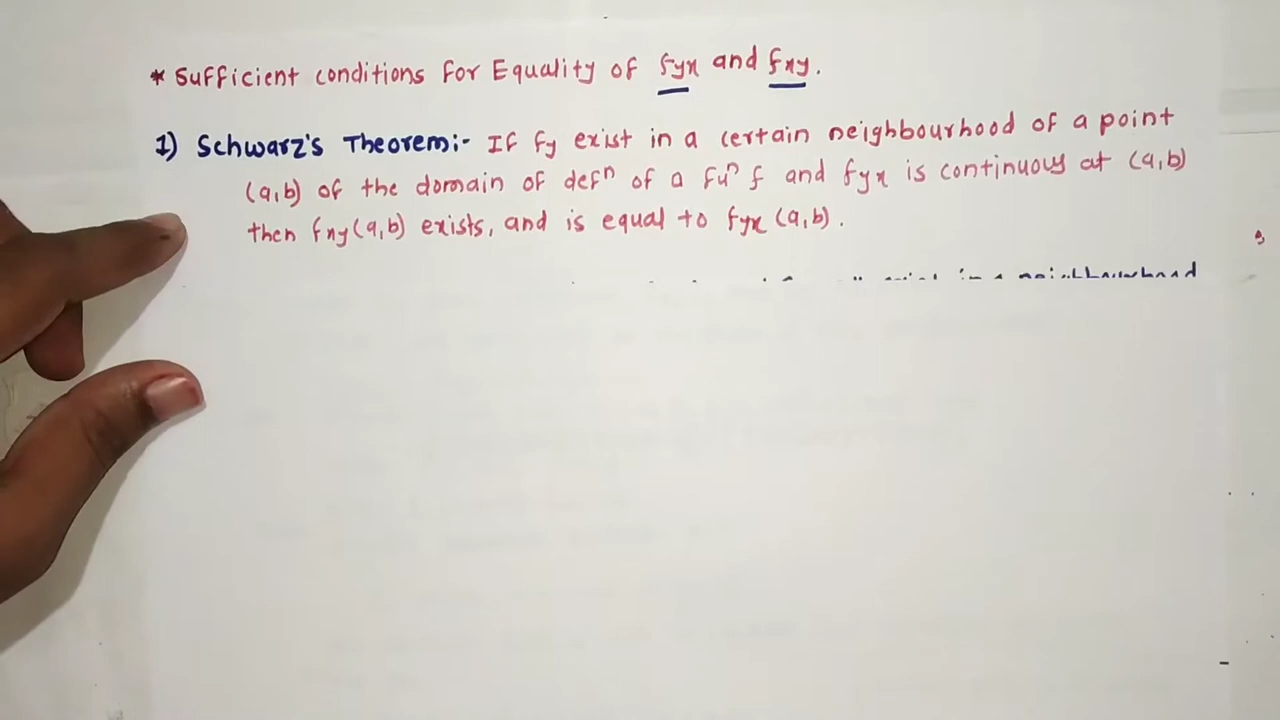 * Sufficient conditions for Equality of fyx and fxy.
1) Schwarz's Theorem:- If fy exist in a certain neighbourhood of a point
(a,b) of the domain of defⁿ of a fuⁿ f and fyx is continuous at (a,b)
then fxy(a,b) exists, and is equal to fyx (a,b).